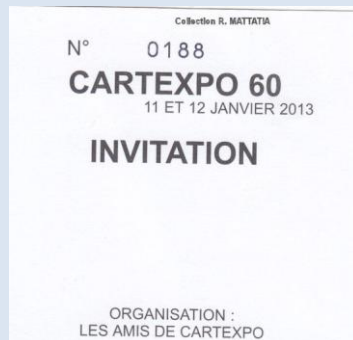 Collection R. MATTATIA
N° 0188
CARTEXPO 60
11 ET 12 JANVIER 2013
INVITATION
ORGANISATION :
LES AMIS DE CARTEXPO